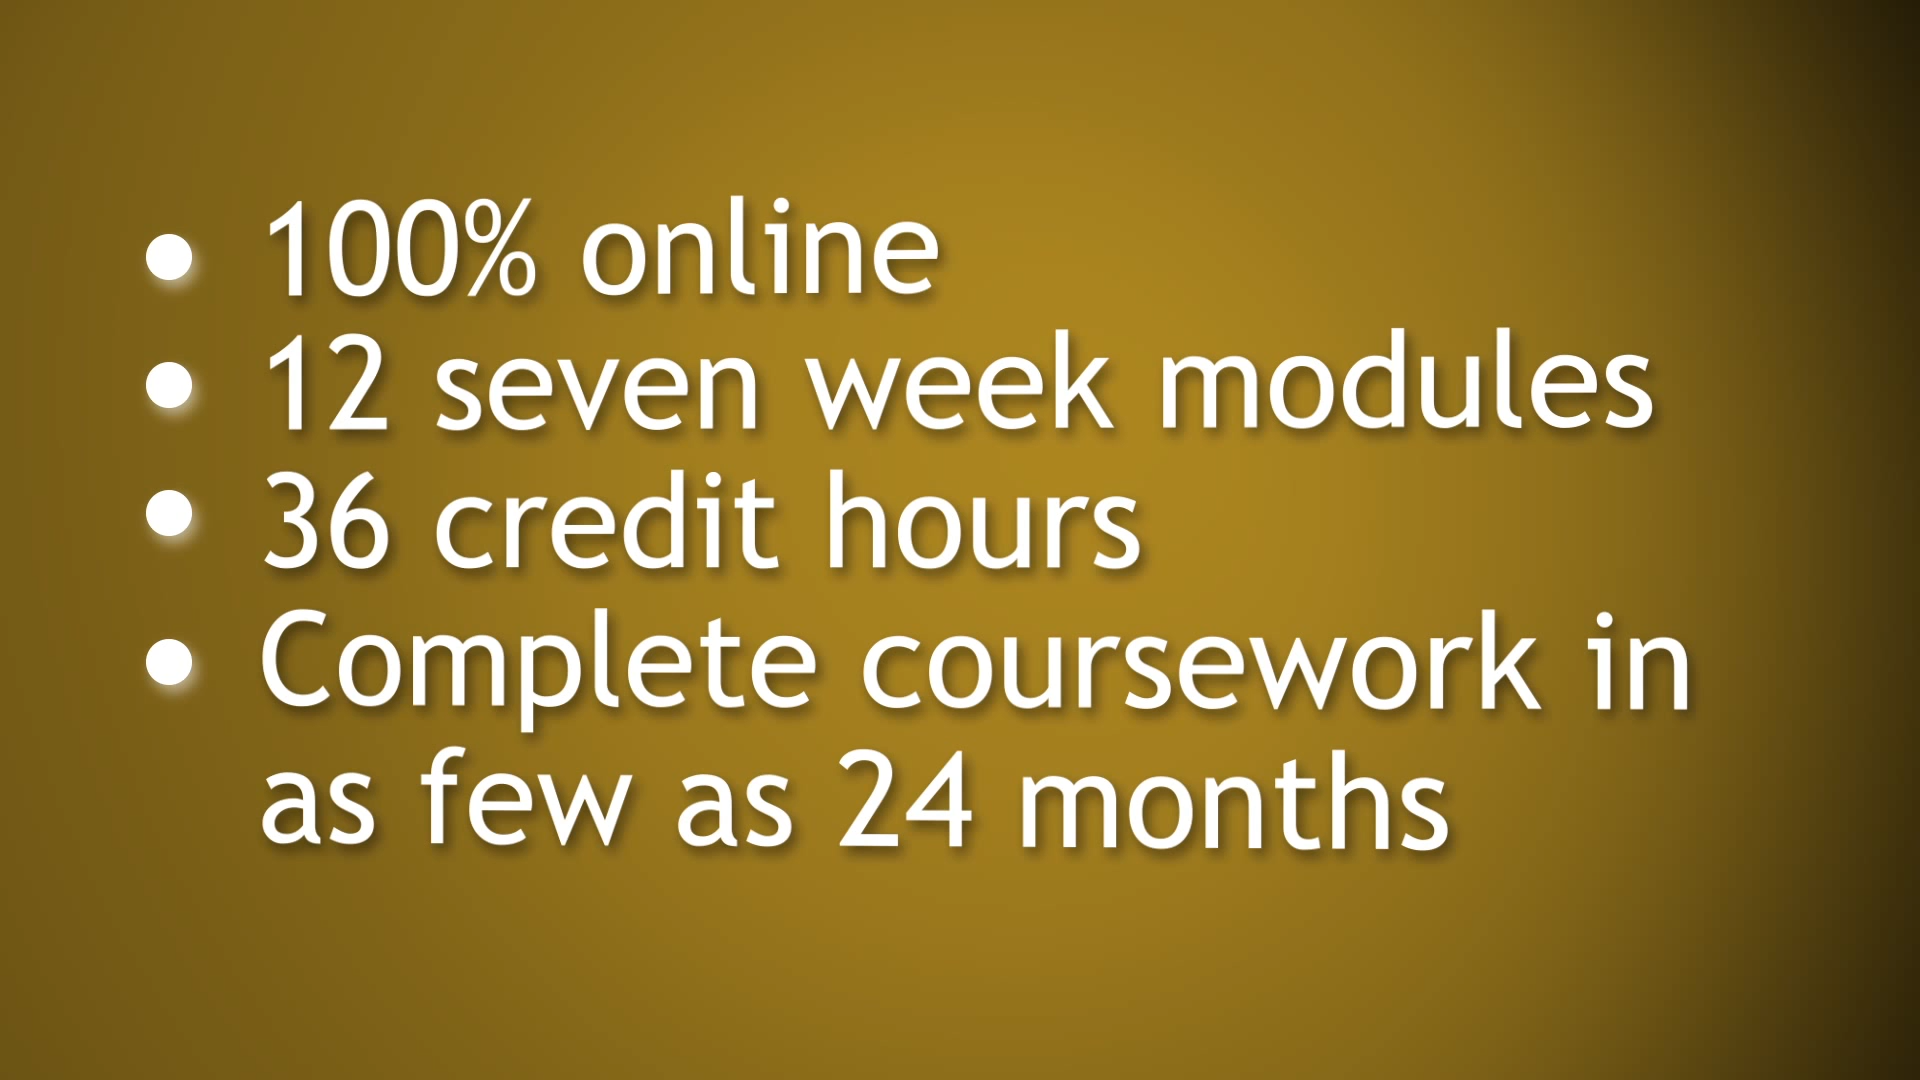 • 100% online
• 12 seven week modules
• 36 credit hours
• Complete coursework in
as few as 24 months